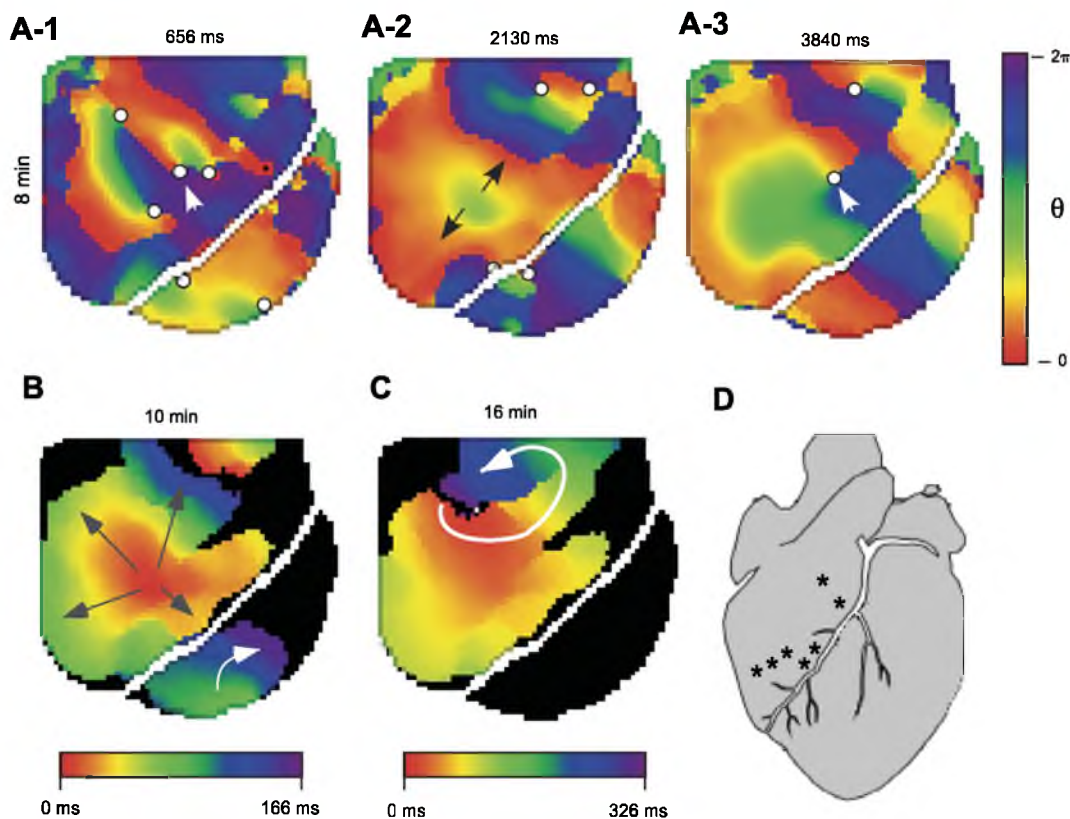 A-1
656 ms
A-2
2130 ms
A-3
3840 ms
8 min
2π
θ
0
B
10 min
C
16 min
D
0 ms
166 ms
0 ms
326 ms
* * * * * * *